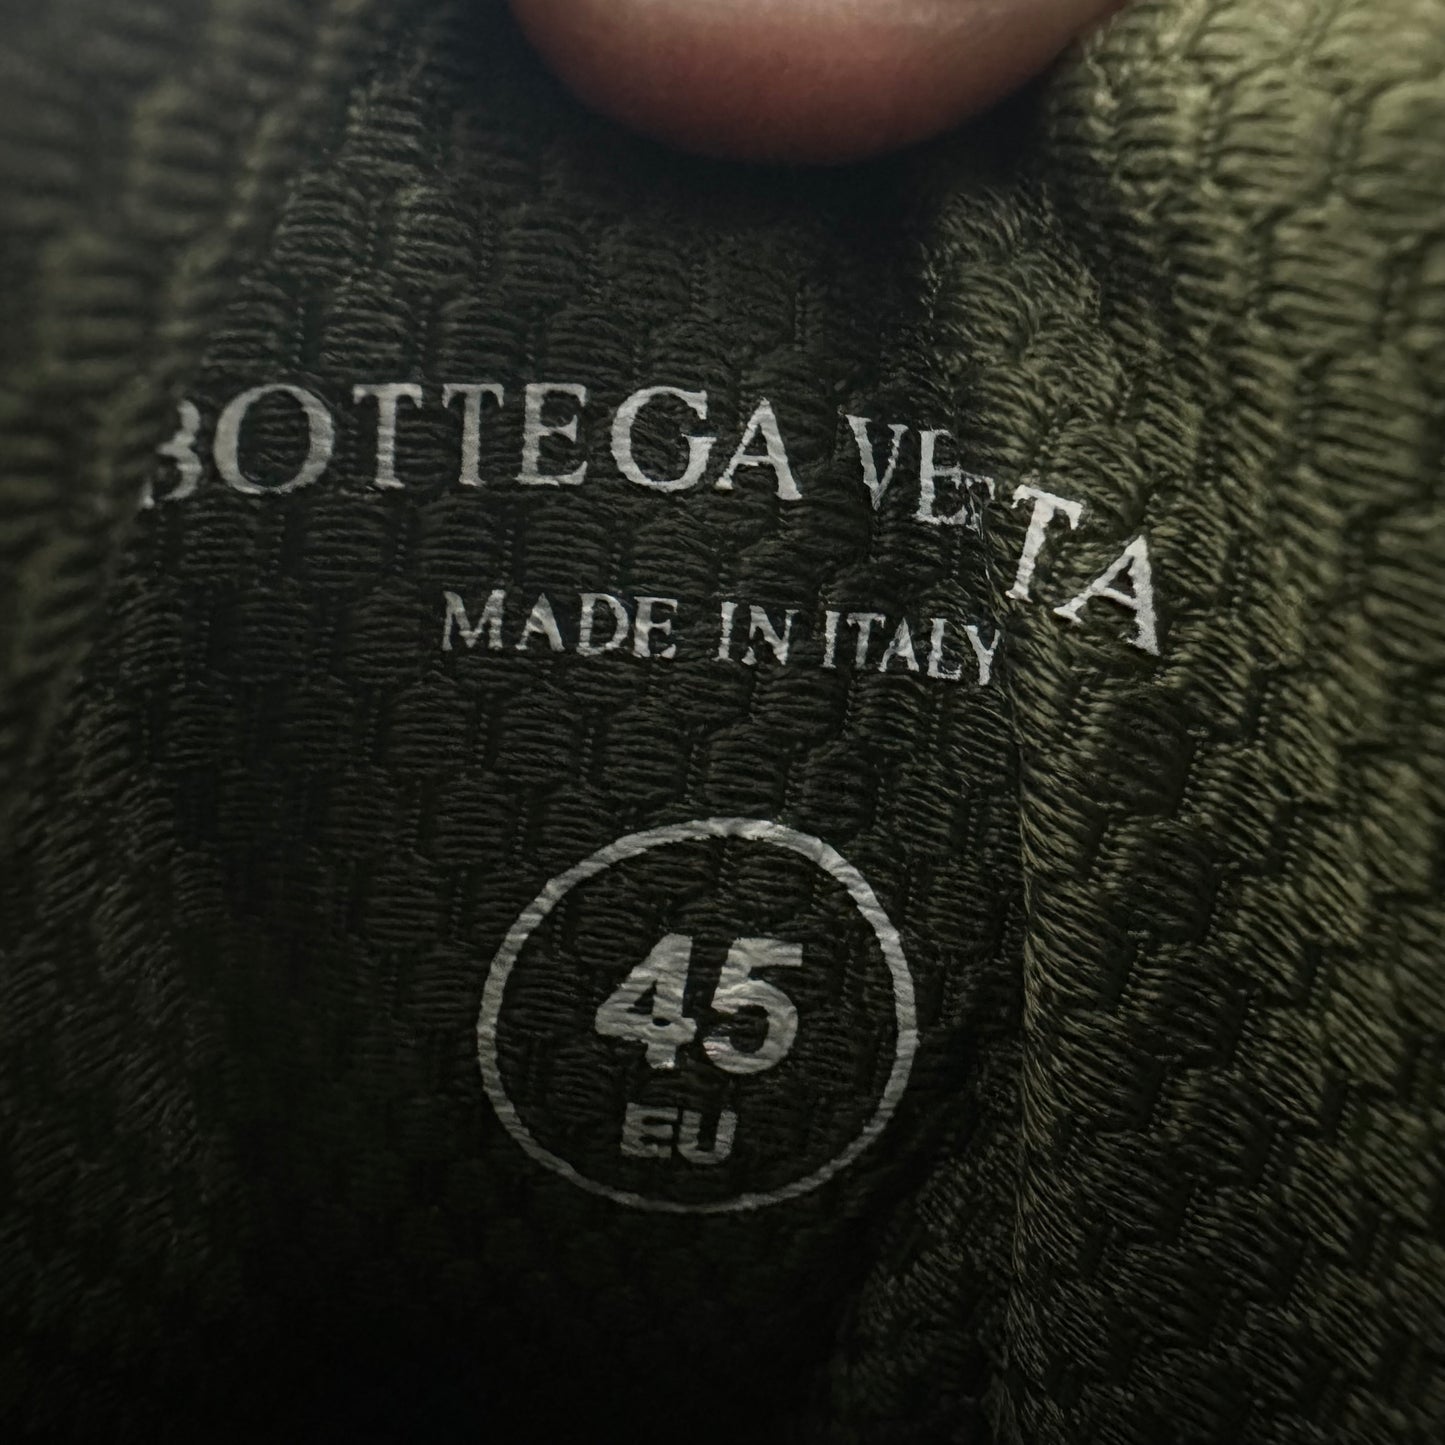 BOTTEGA VENETA
MADE IN ITALY
45
EU